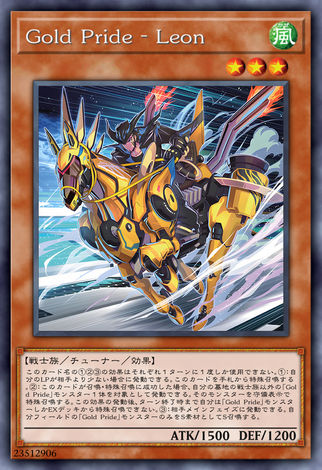 Gold Pride - Leon
風
【戦士族／チューナー／効果】
このカード名の①②③の効果はそれぞれ１ターンに１度しか使用できない。①：自
分のLPが相手より少ない場合に発動できる。このカードを手札から特殊召喚す
る。②：このカードが召喚・特殊召喚に成功した場合、自分の墓地の戦士族以外の「Gol
d Pride」モンスター１体を対象として発動できる。そのモンスターを守備表示で特
殊召喚する。この効果の発動後、ターン終了時まで自分は「Gold Pride」モンスタ
ーしかEXデッキから特殊召喚できない。③：相手メインフェイズに発動できる。自
分フィールドの「Gold Pride」モンスターのみをS素材としてS召喚する。
ATK/1500 DEF/1200
23512906